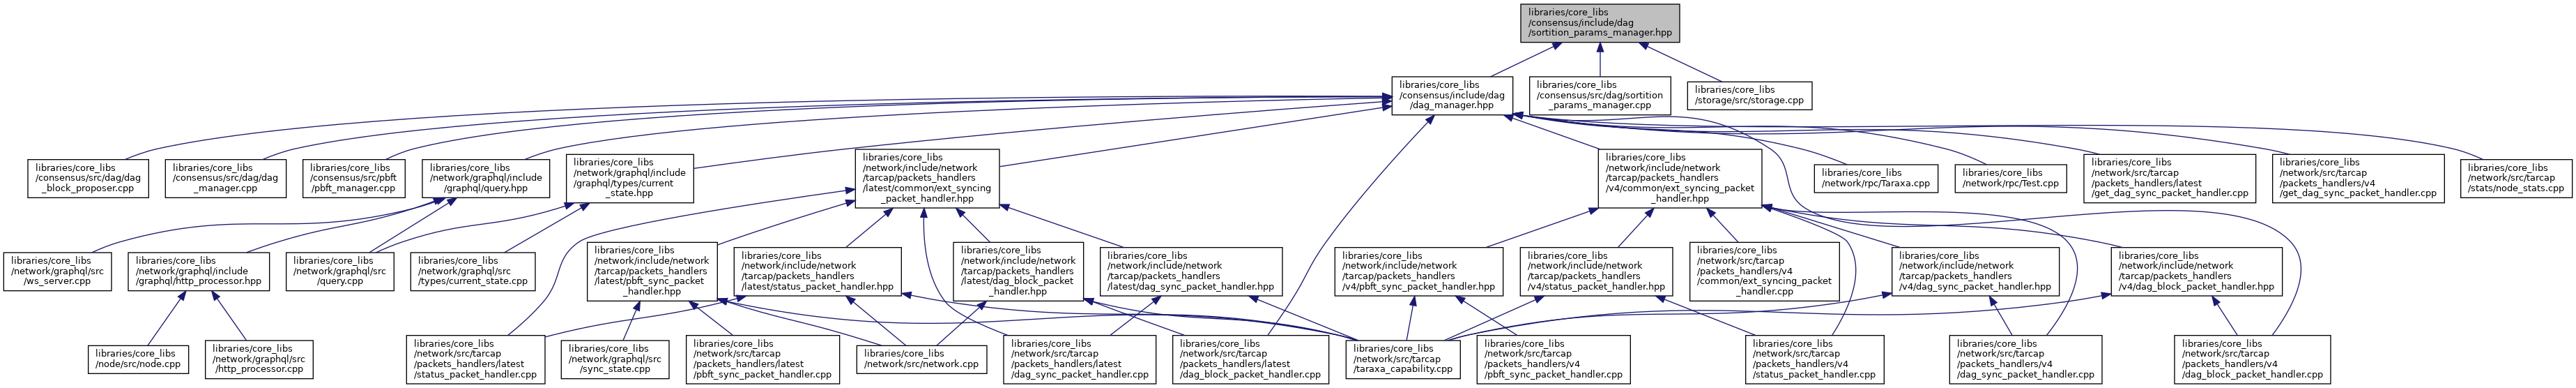 libraries/core_libs
/consensus/include/dag
/sortition_params_manager.hpp
libraries/core_libs
/consensus/include/dag
/dag_manager.hpp
libraries/core_libs
/consensus/src/dag/sortition
_params_manager.cpp
libraries/core_libs
/storage/src/storage.cpp
libraries/core_libs
/consensus/src/dag/dag
_block_proposer.cpp
libraries/core_libs
/consensus/src/dag/dag
_manager.cpp
libraries/core_libs
/consensus/src/pbft
/pbft_manager.cpp
libraries/core_libs
/network/graphql/include
/graphql/query.hpp
libraries/core_libs
/network/graphql/include
/graphql/types/current
_state.hpp
libraries/core_libs
/network/include/network
/tarcap/packets_handlers
/latest/common/ext_syncing
_packet_handler.hpp
libraries/core_libs
/network/include/network
/tarcap/packets_handlers
/v4/common/ext_syncing_packet
_handler.hpp
libraries/core_libs
/network/rpc/Taraxa.cpp
libraries/core_libs
/network/rpc/Test.cpp
libraries/core_libs
/network/src/tarcap
/packets_handlers/latest
/get_dag_sync_packet_handler.cpp
libraries/core_libs
/network/src/tarcap
/packets_handlers/v4
/get_dag_sync_packet_handler.cpp
libraries/core_libs
/network/src/tarcap
/stats/node_stats.cpp
libraries/core_libs
/network/graphql/src
/ws_server.cpp
libraries/core_libs
/network/graphql/include
/graphql/http_processor.hpp
libraries/core_libs
/network/graphql/src
/query.cpp
libraries/core_libs
/network/graphql/src
/types/current_state.cpp
libraries/core_libs
/network/include/network
/tarcap/packets_handlers
/latest/pbft_sync_packet
_handler.hpp
libraries/core_libs
/network/include/network
/tarcap/packets_handlers
/latest/status_packet_handler.hpp
libraries/core_libs
/network/include/network
/tarcap/packets_handlers
/latest/dag_block_packet
_handler.hpp
libraries/core_libs
/network/include/network
/tarcap/packets_handlers
/latest/dag_sync_packet_handler.hpp
libraries/core_libs
/network/include/network
/tarcap/packets_handlers
/v4/pbft_sync_packet_handler.hpp
libraries/core_libs
/network/include/network
/tarcap/packets_handlers
/v4/status_packet_handler.hpp
libraries/core_libs
/network/src/tarcap
/packets_handlers/v4
/common/ext_syncing_packet
_handler.cpp
libraries/core_libs
/network/include/network
/tarcap/packets_handlers
/v4/dag_sync_packet_handler.hpp
libraries/core_libs
/network/include/network
/tarcap/packets_handlers
/v4/dag_block_packet_handler.hpp
libraries/core_libs
/node/src/node.cpp
libraries/core_libs
/network/graphql/src
/http_processor.cpp
libraries/core_libs
/network/src/tarcap
/packets_handlers/latest
/status_packet_handler.cpp
libraries/core_libs
/network/graphql/src
/sync_state.cpp
libraries/core_libs
/network/src/tarcap
/packets_handlers/latest
/pbft_sync_packet_handler.cpp
libraries/core_libs
/network/src/network.cpp
libraries/core_libs
/network/src/tarcap
/packets_handlers/latest
/dag_sync_packet_handler.cpp
libraries/core_libs
/network/src/tarcap
/packets_handlers/latest
/dag_block_packet_handler.cpp
libraries/core_libs
/network/src/tarcap
/taraxa_capability.cpp
libraries/core_libs
/network/src/tarcap
/packets_handlers/v4
/pbft_sync_packet_handler.cpp
libraries/core_libs
/network/src/tarcap
/packets_handlers/v4
/status_packet_handler.cpp
libraries/core_libs
/network/src/tarcap
/packets_handlers/v4
/dag_sync_packet_handler.cpp
libraries/core_libs
/network/src/tarcap
/packets_handlers/v4
/dag_block_packet_handler.cpp